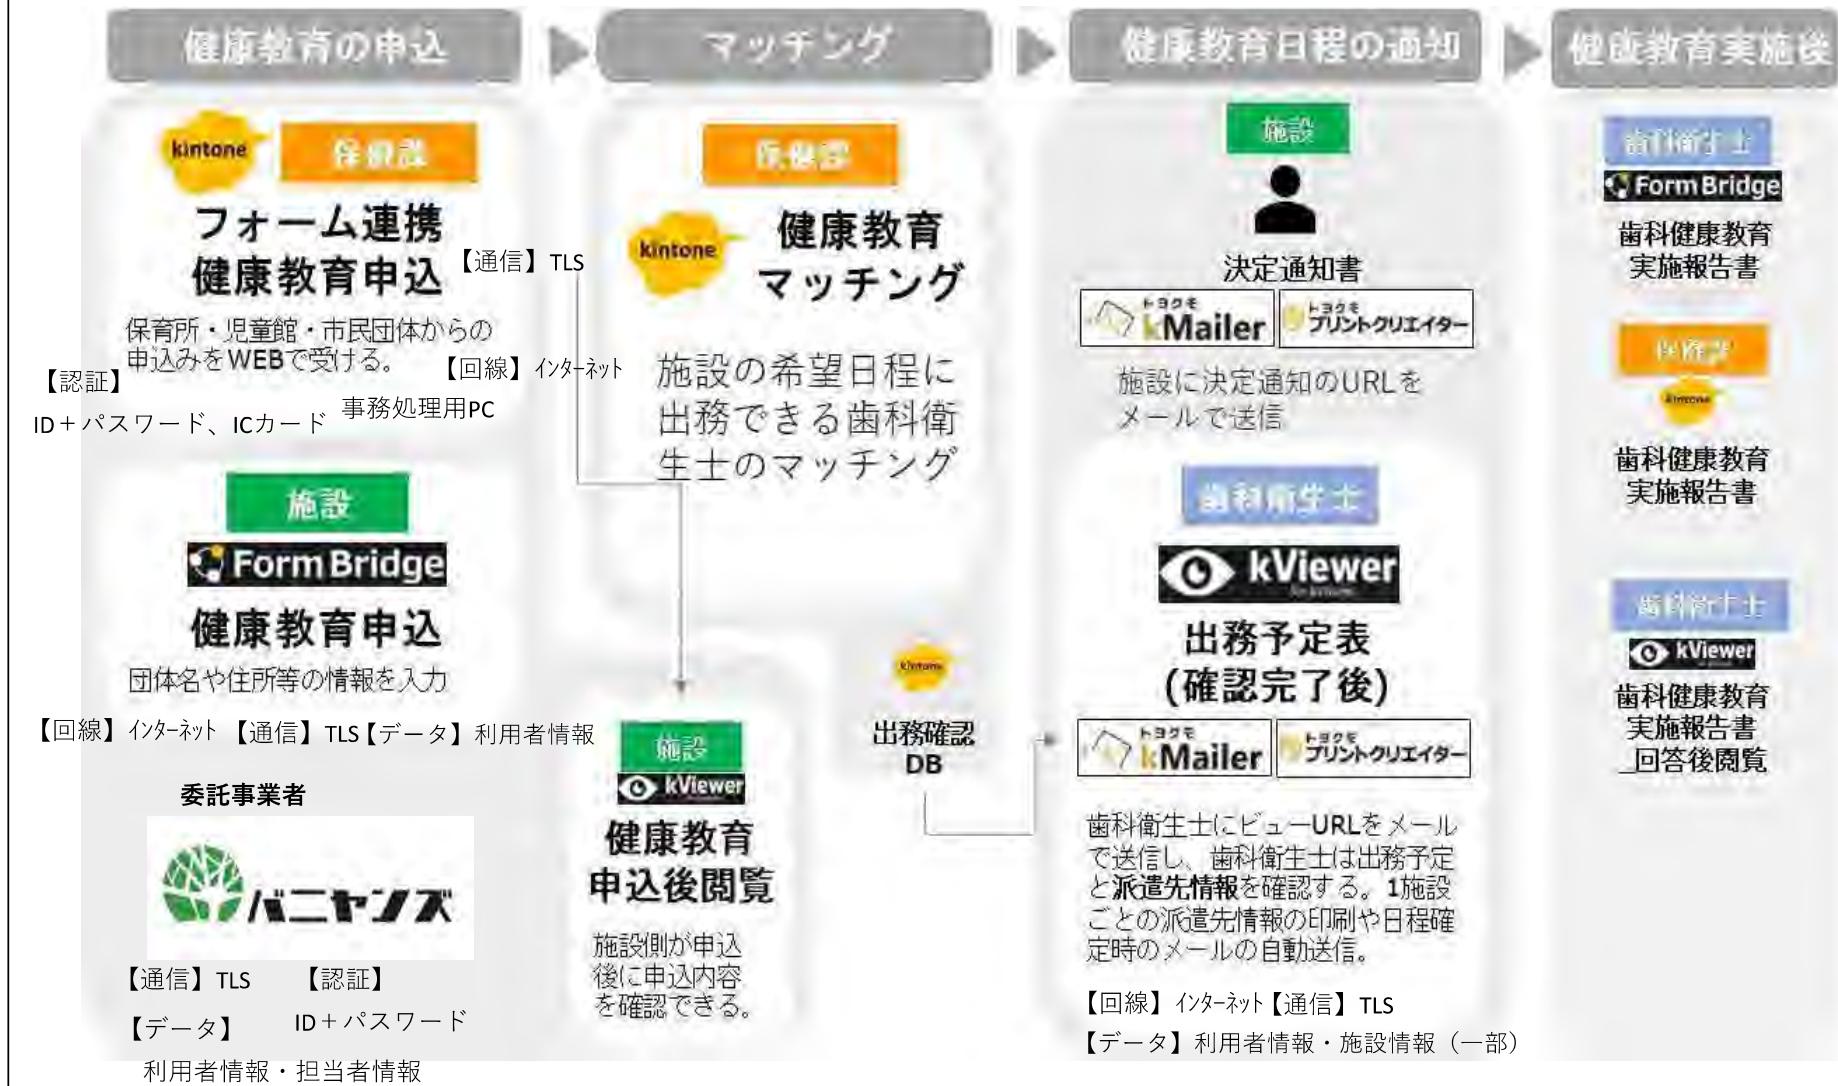 健康教育の申込
マッチング
健康教育日程の通知
健康教育実施後
kintone
保健課
フォーム連携
健康教育申込
保育所・児童館・市民団体からの
申込みをWEBで受ける。
【認証】
ID+パスワード、ICカード
事務処理用PC
【通信】TLS
【回線】インターネット
施設
FormBridge
健康教育申込
団体名や住所等の情報を入力
【回線】インターネット 【通信】TLS【データ】利用者情報
委託事業者
バニヤンズ
【通信】TLS
【認証】
ID+パスワード
【データ】
利用者情報・担当者情報
保健課
kintone
健康教育
マッチング
施設の希望日程に
出務できる歯科衛
生士のマッチング
施設
kViewer
健康教育
申込後閲覧
施設側が申込
後に申込内容
を確認できる。
kintone
出務確認
DB
施設
決定通知書
トヨクモ
kMailer
トヨクモ
プリントクリエイター
施設に決定通知のURLを
メールで送信
歯科衛生士
kViewer
出務予定表
(確認完了後)
トヨクモ
kMailer
トヨクモ
プリントクリエイター
歯科衛生士にビューURLをメール
で送信し、歯科衛生士は出務予定
と派遣先情報を確認する。1施設
ごとの派遣先情報の印刷や日程確
定時のメールの自動送信。
【回線】インターネット【通信】TLS
【データ】利用者情報・施設情報（一部）
歯科衛生士
FormBridge
歯科健康教育
実施報告書
保健課
kintone
歯科健康教育
実施報告書
歯科衛生士
kViewer
歯科健康教育
実施報告書
_回答後閲覧